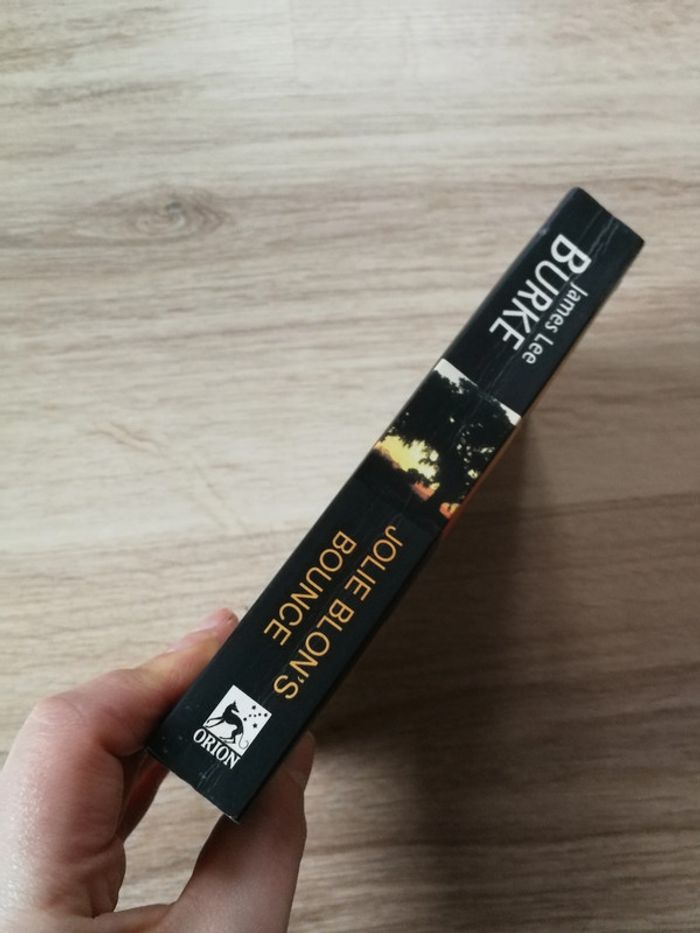 James Lee
BURKE
JOLIE BLON'S
BOUNCE
ORION